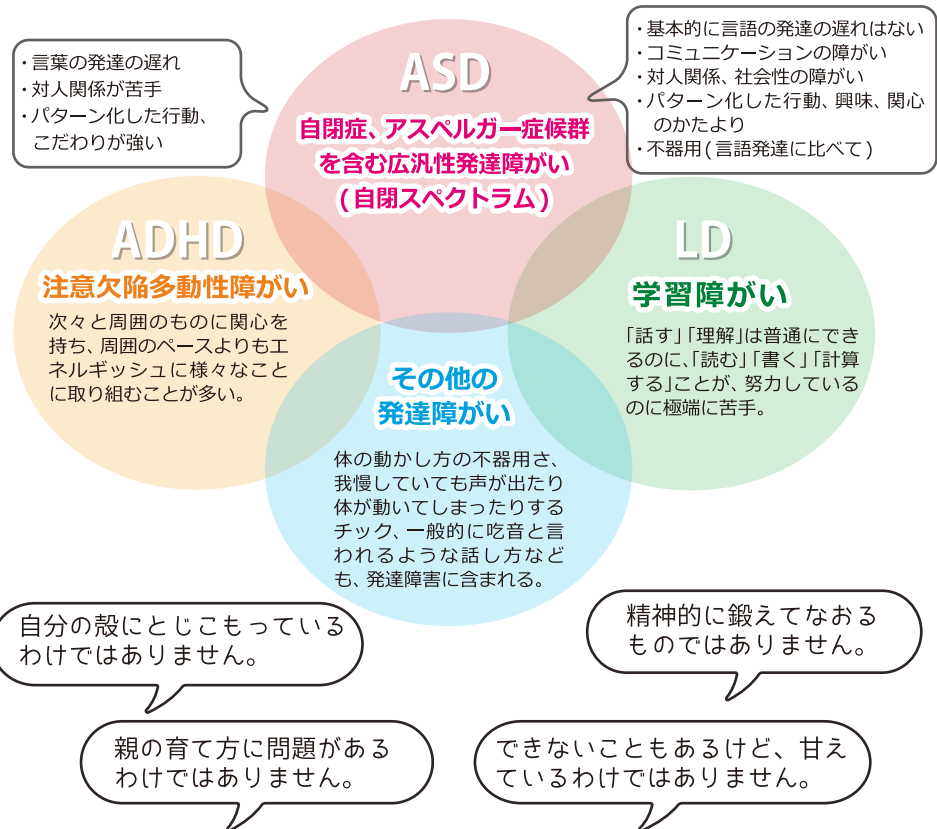 ・言葉の発達の遅れ
・対人関係が苦手
・パターン化した行動、
こだわりが強い
ASD
自閉症、アスペルガー症候群
を含む広汎性発達障がい
(自閉スペクトラム)
・基本的に言語の発達の遅れはない
・コミュニケーションの障がい
・対人関係、社会性の障がい
・パターン化した行動、興味、関心
のかたより
・不器用(言語発達に比べて)
ADHD
注意欠陥多動性障がい
次々と周囲のものに関心を
持ち、周囲のペースよりもエ
ネルギッシュに様々なこと
に取り組むことが多い。
LD
学習障がい
「話す」「理解」は普通にでき
るのに、「読む」「書く」「計算
する」ことが、努力している
のに極端に苦手。
その他の
発達障がい
体の動かし方の不器用さ、
我慢していても声が出たり
体が動いてしまったりする
チック、一般的に吃音と言
われるような話し方など
も、発達障害に含まれる。
自分の殻にとじこもっている
わけではありません。
精神的に鍛えてなおる
ものではありません。
親の育て方に問題がある
わけではありません。
できないこともあるけど、甘え
ているわけではありません。